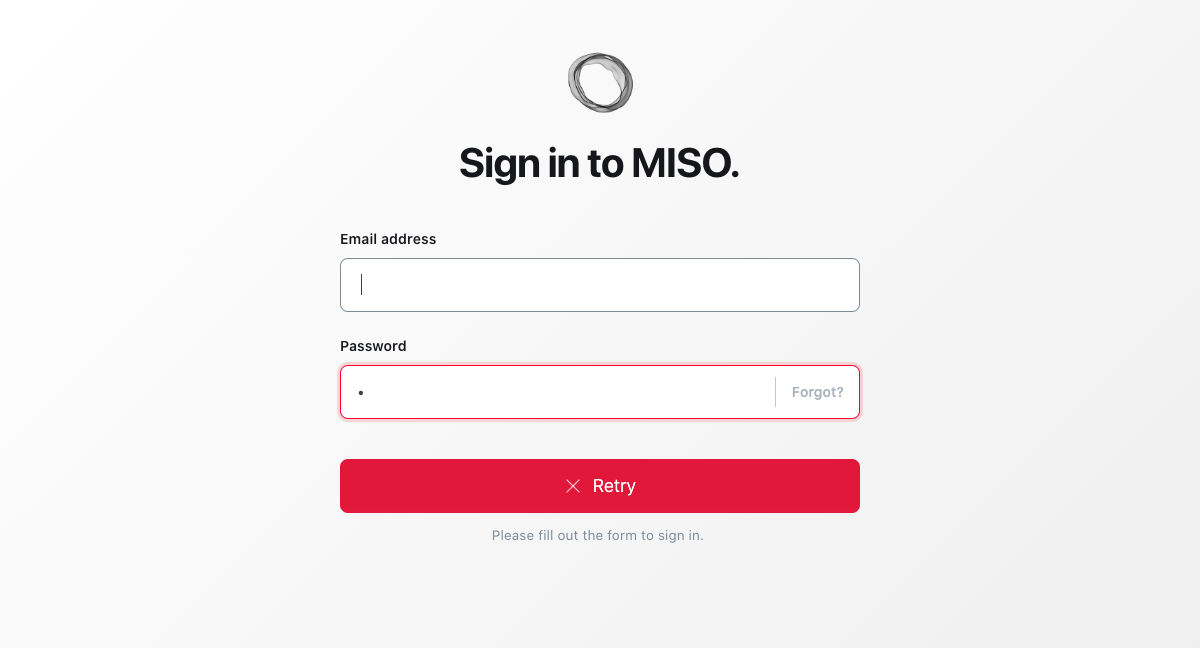 Sign in to MISO.
Email address
Password
•
Forgot?
Retry
Please fill out the form to sign in.